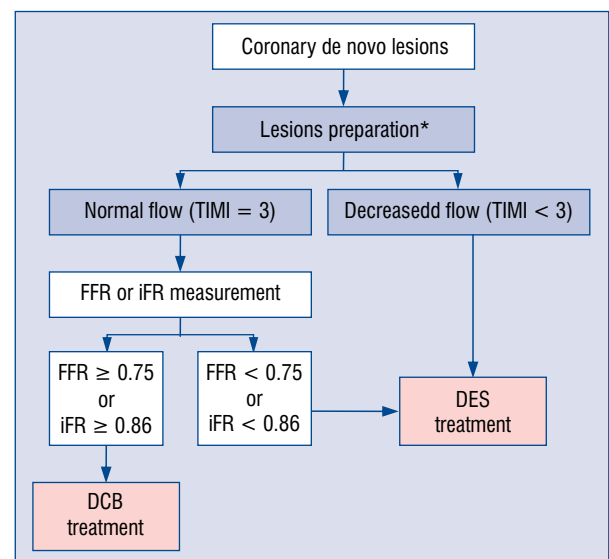 Coronary de novo lesions
Lesions preparation*
Normal flow (TIMI = 3)
Decreasedd flow (TIMI < 3)
FFR or iFR measurement
FFR ≥ 0.75
or
iFR ≥ 0.86
FFR < 0.75
or
iFR < 0.86
DES
treatment
DCB
treatment